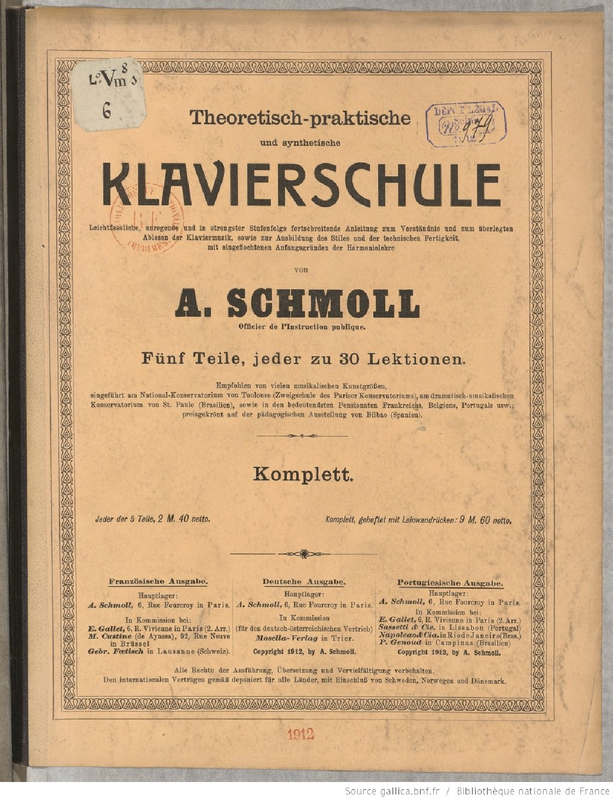 L⁰ Vm 8 3
6
DÉPÔT LÉGAL
No 979
1912
Theoretisch-praktische
und synthetische
KLAVIERSCHULE
Leichtfassliche, anregende und in strengster Stufenfolge fortschreitende Anleitung zum Verständnis und zum überlegten
Ablesen der Klaviermusik, sowie zur Ausbildung des Stiles und der technischen Fertigkeit,
mit eingeflochtenen Anfangsgründen der Harmonielehre
von
A. SCHMOLL
Officier de l'Instruction publique.
Fünf Teile, jeder zu 30 Lektionen.
Empfohlen von vielen musikalischen Kunstgrößen,
eingeführt am National-Konservatorium von Toulouse (Zweigschule des Pariser Konservatoriums), am dramatisch-musikalischen
Konservatorium von St. Paulo (Brasilien), sowie in den bedeutendsten Pensionaten Frankreichs, Belgiens, Portugals usw.;
preisgekrönt auf der pädagogischen Ausstellung von Bilbao (Spanien).
Komplett.
Jeder der 5 Teile, 2 M. 40 netto.
Komplett, geheftet mit Leinwandrücken: 9 M. 60 netto.
Französische Ausgabe.
Hauptlager:
A. Schmoll, 6, Rue Fourcroy in Paris.
In Kommission bei:
E. Gallet, 6, R. Vivienne in Paris (2. Arr.)
M. Custine (de Aynssa), 92, Rue Neuve
in Brüssel
Gebr. Fœtisch in Lausanne (Schweiz).
Deutsche Ausgabe.
Hauptlager:
A. Schmoll, 6, Rue Fourcroy in Paris.
In Kommission
(für den deutsch-österreichischen Vertrieb)
Mosella-Verlag in Trier.
Copyright 1912, by A. Schmoll.
Portugiesische Ausgabe.
Hauptlager:
A. Schmoll, 6, Rue Fourcroy in Paris
In Kommission bei:
E. Gallet, 6, R. Vivienne in Paris (2. Arr.)
Sassetti & Cie. in Lissabon (Portugal)
Napoleao & Cia. in Rio de Janeiro (Bras.)
P. Genoud in Campinas (Brasilien)
Copyright 1912, by A. Schmoll.
Alle Rechte der Ausführung, Übersetzung und Vervielfältigung vorbehalten.
Den internationalen Verträgen gemäß deponiert für alle Länder, mit Einschluß von Schweden, Norwegen und Dänemark.
1912
Source gallica.bnf.fr / Bibliothèque nationale de France